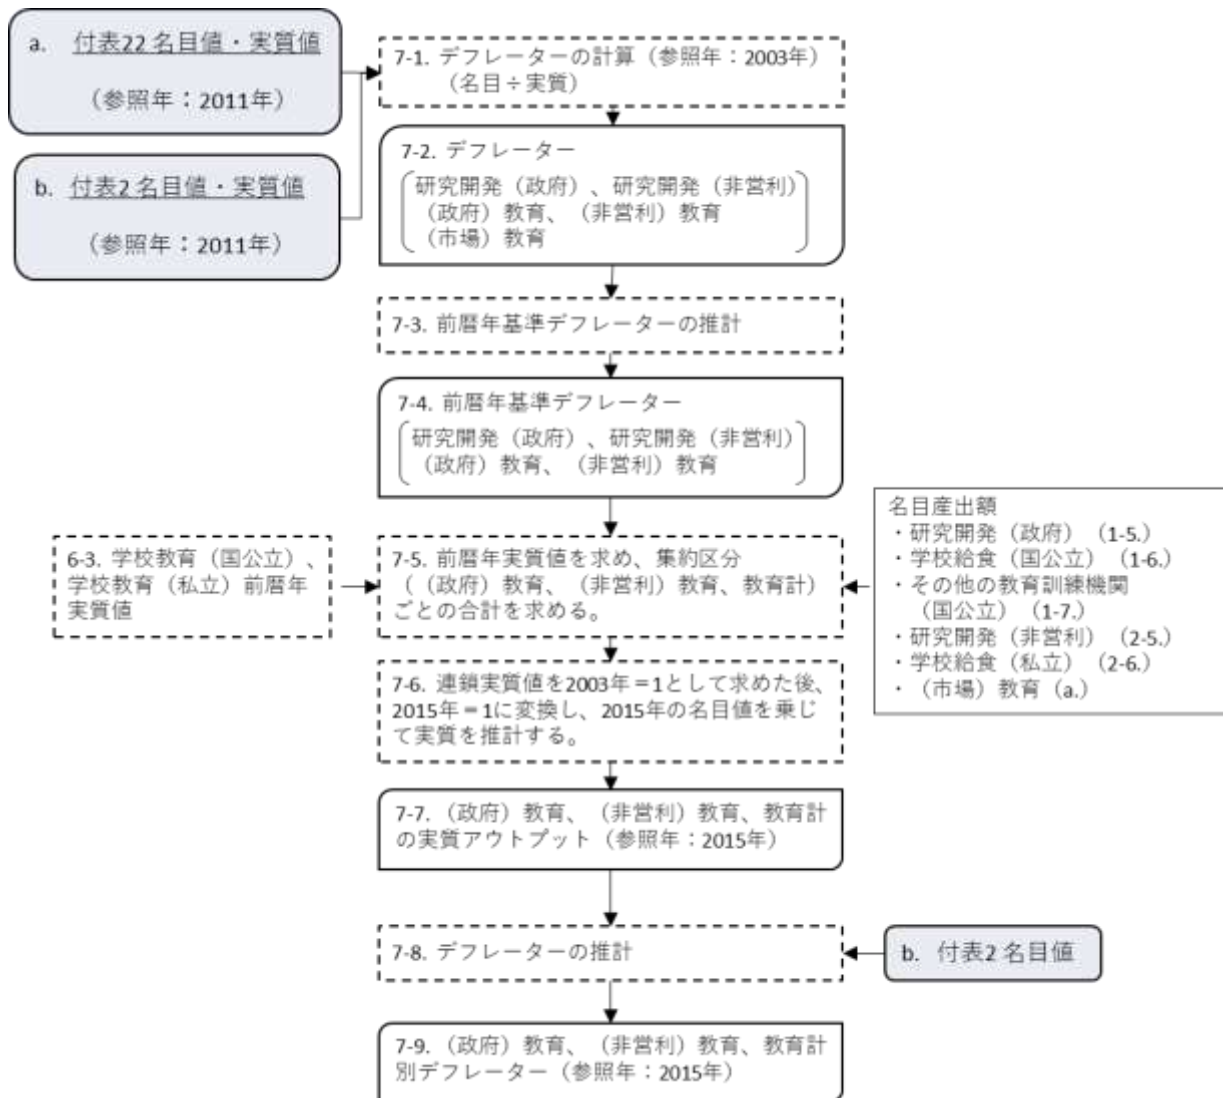 a. 付表22 名目値・実質値
（参照年：2011年）
b. 付表2 名目値・実質値
（参照年：2011年）
7-1. デフレーターの計算（参照年：2003年）
（名目÷実質）
7-2. デフレーター
研究開発（政府）、研究開発（非営利）
（政府）教育、（非営利）教育
（市場）教育
7-3. 前暦年基準デフレーターの推計
7-4. 前暦年基準デフレーター
研究開発（政府）、研究開発（非営利）
（政府）教育、（非営利）教育
6-3. 学校教育（国公立）、
学校教育（私立）前暦年
実質値
7-5. 前暦年実質値を求め、集約区分
（（政府）教育、（非営利）教育、教育計）
ごとの合計を求める。
名目産出額
・研究開発（政府）（1-5.）
・学校給食（国公立）（1-6.）
・その他の教育訓練機関
（国公立）（1-7.）
・研究開発（非営利）（2-5.）
・学校給食（私立）（2-6.）
・（市場）教育（a.）
7-6. 連鎖実質値を2003年＝1として求めた後、
2015年＝1に変換し、2015年の名目値を乗じ
て実質を推計する。
7-7.（政府）教育、（非営利）教育、教育計
の実質アウトプット（参照年：2015年）
7-8. デフレーターの推計
b. 付表2 名目値
7-9.（政府）教育、（非営利）教育、教育計
別デフレーター（参照年：2015年）